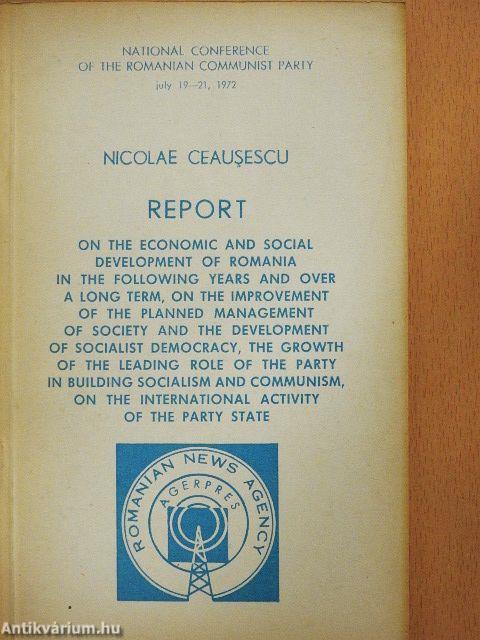 NATIONAL CONFERENCE
OF THE ROMANIAN COMMUNIST PARTY
july 19—21, 1972
NICOLAE CEAUŞESCU
REPORT
ON THE ECONOMIC AND SOCIAL
DEVELOPMENT OF ROMANIA
IN THE FOLLOWING YEARS AND OVER
A LONG TERM, ON THE IMPROVEMENT
OF THE PLANNED MANAGEMENT
OF SOCIETY AND THE DEVELOPMENT
OF SOCIALIST DEMOCRACY, THE GROWTH
OF THE LEADING ROLE OF THE PARTY
IN BUILDING SOCIALISM AND COMMUNISM,
ON THE INTERNATIONAL ACTIVITY
OF THE PARTY STATE
ROMANIAN NEWS AGENCY
AGERPRES
Antikvárium.hu